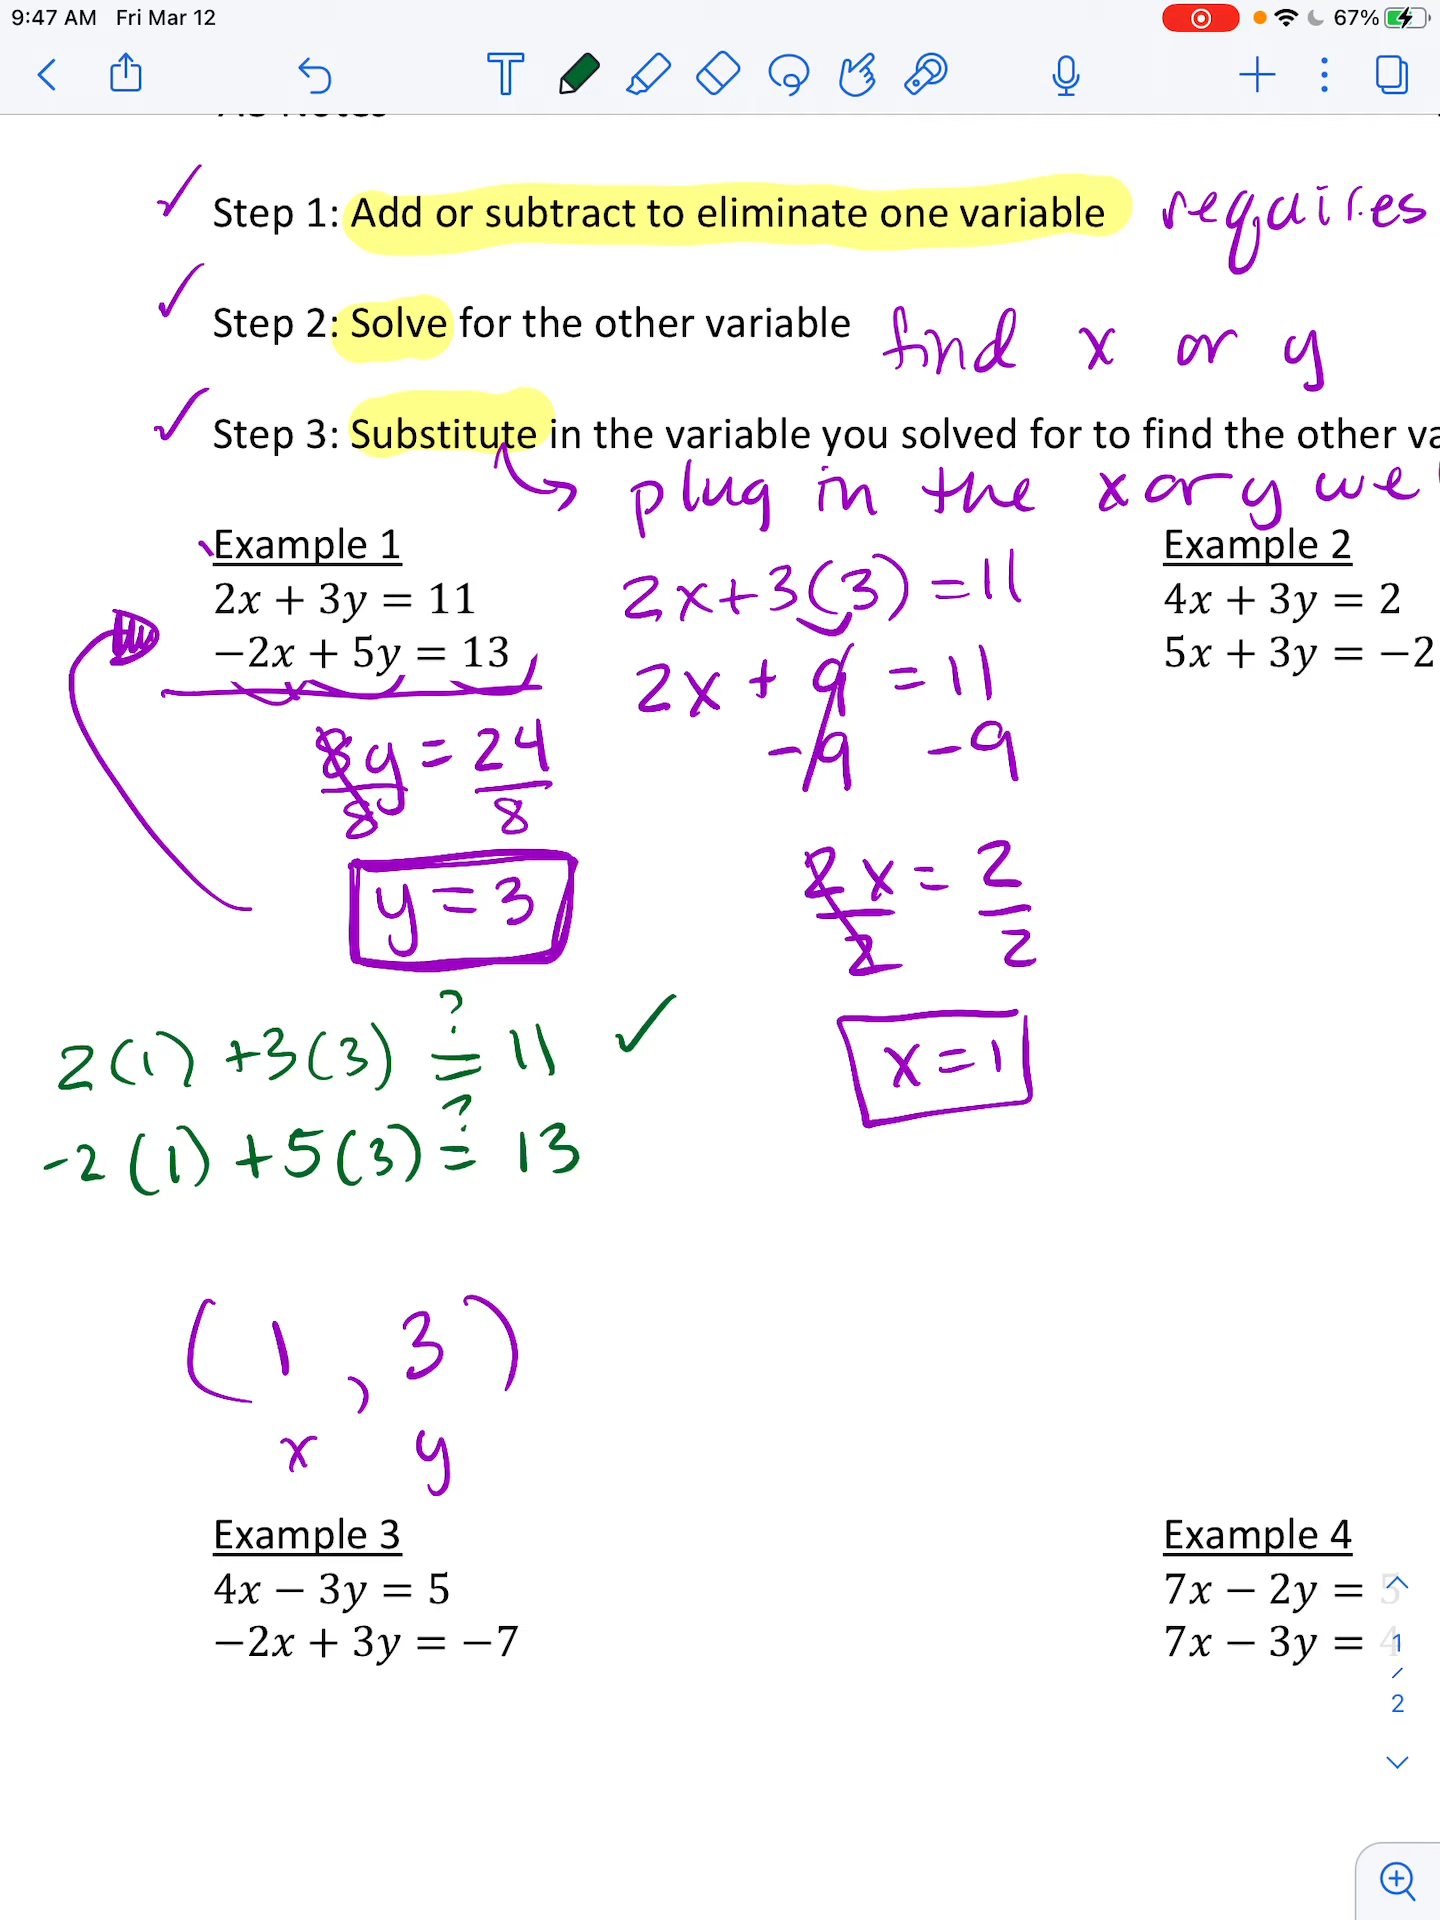 9:47 AM Fri Mar 12 67%
Step 1: Add or subtract to eliminate one variable requires
Step 2: Solve for the other variable find x or y
Step 3: Substitute in the variable you solved for to find the other va
plug in the x or y we
Example 1
2x + 3y = 11
−2x + 5y = 13
8y = 24
8 8
y = 3
2x + 3(3) = 11
2x + 9 = 11
-9 -9
2x = 2
2 2
x = 1
Example 2
4x + 3y = 2
5x + 3y = −2
2(1) + 3(3) ≟ 11 ✓
-2(1) + 5(3) ≟ 13
(1, 3)
x y
Example 3
4x − 3y = 5
−2x + 3y = −7
Example 4
7x − 2y = 5
7x − 3y = 4
1
/
2